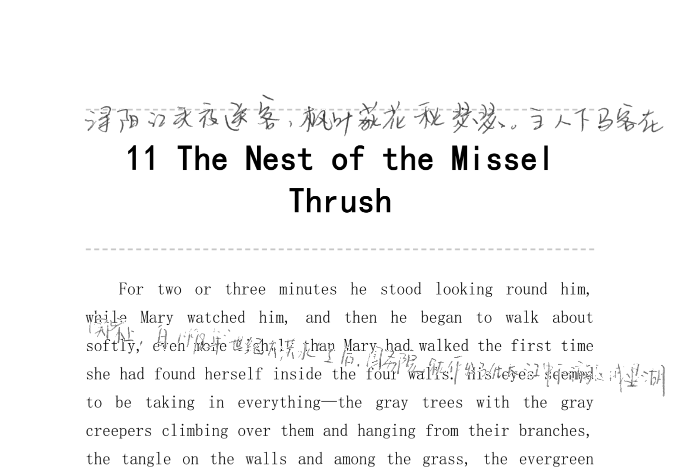 浔阳江头夜送客，枫叶荻花秋瑟瑟。主人下马客在
11 The Nest of the Missel
Thrush
For two or three minutes he stood looking round him,
while Mary watched him, and then he began to walk about
softly, even more lightly than Mary had walked the first time
she had found herself inside the four walls. His eyes seemed
to be taking in everything—the gray trees with the gray
creepers climbing over them and hanging from their branches,
the tangle on the walls and among the grass, the evergreen